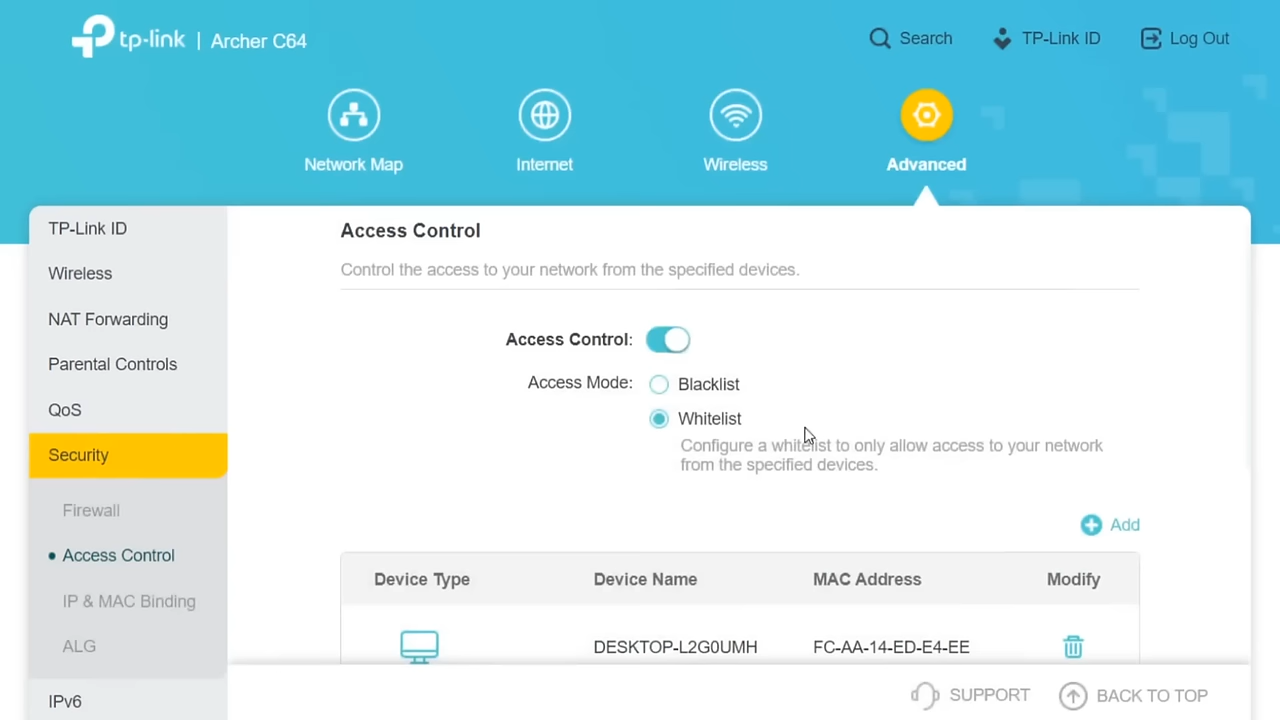 tp-link | Archer C64
Search
TP-Link ID
Log Out
Network Map
Internet
Wireless
Advanced
TP-Link ID
Wireless
NAT Forwarding
Parental Controls
QoS
Security
Firewall
Access Control
IP & MAC Binding
ALG
IPv6
Access Control
Control the access to your network from the specified devices.
Access Control:
Access Mode:
Blacklist
Whitelist
Configure a whitelist to only allow access to your network
from the specified devices.
Add
Device Type
Device Name
MAC Address
Modify
DESKTOP-L2G0UMH
FC-AA-14-ED-E4-EE
SUPPORT
BACK TO TOP